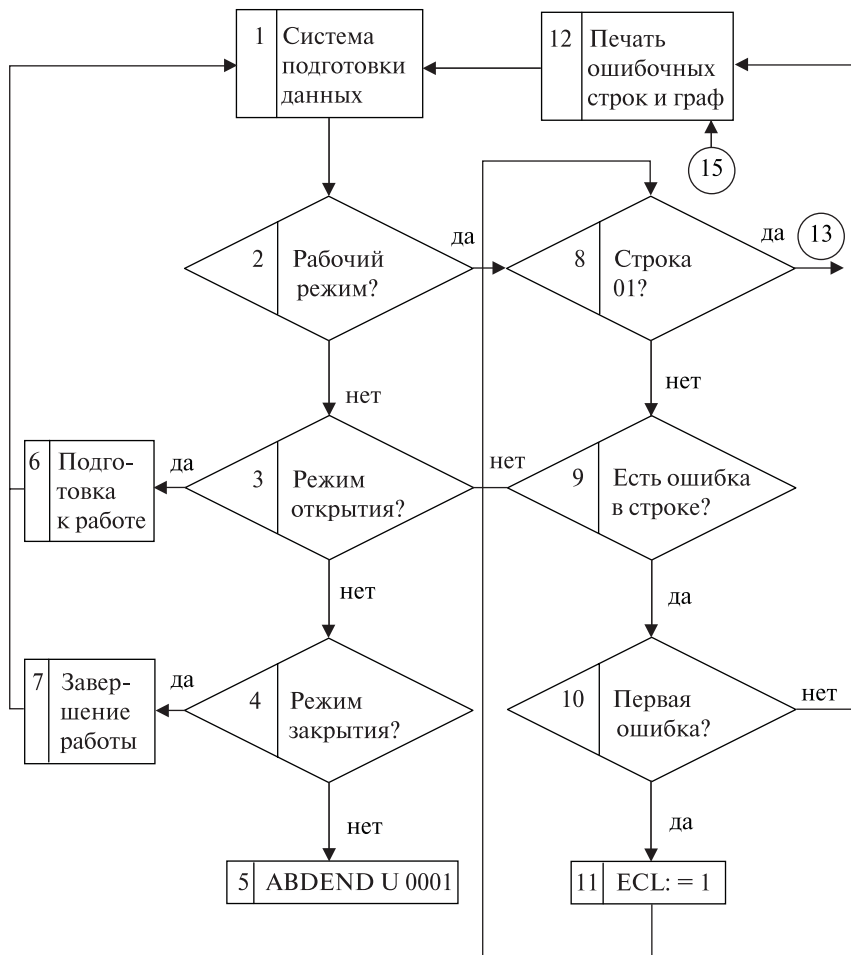 1 Система
подготовки
данных
12 Печать
ошибочных
строк и граф
15
2 Рабочий
режим?
да
8 Строка
01?
да
13
нет
нет
6 Подго-
товка
к работе
да
3 Режим
открытия?
нет
9 Есть ошибка
в строке?
нет
да
7 Завер-
шение
работы
да
4 Режим
закрытия?
10 Первая
ошибка?
нет
нет
да
5 ABDEND U 0001
11 ECL: = 1